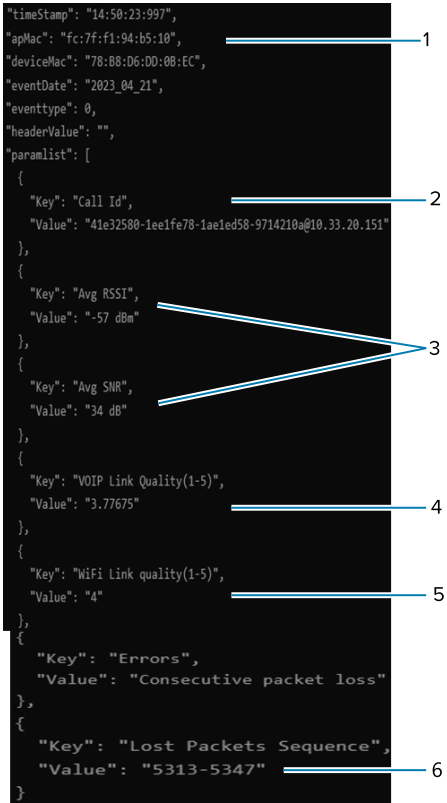 "timeStamp": "14:50:23:997",
"apMac": "fc:7f:f1:94:b5:10",
1
"deviceMac": "78:B8:D6:DD:0B:EC",
"eventDate": "2023_04_21",
"eventtype": 0,
"headerValue": "",
"paramlist": [
{
"Key": "Call Id",
2
"Value": "41e32580-1ee1fe78-1ae1ed58-9714210a@10.33.20.151"
},
{
"Key": "Avg RSSI",
"Value": "-57 dBm"
},
3
{
"Key": "Avg SNR",
"Value": "34 dB"
},
{
"Key": "VOIP Link Quality(1-5)",
"Value": "3.77675"
4
},
{
"Key": "WiFi Link quality(1-5)",
"Value": "4"
5
},
{
"Key": "Errors",
"Value": "Consecutive packet loss"
},
{
"Key": "Lost Packets Sequence",
"Value": "5313-5347"
6
}